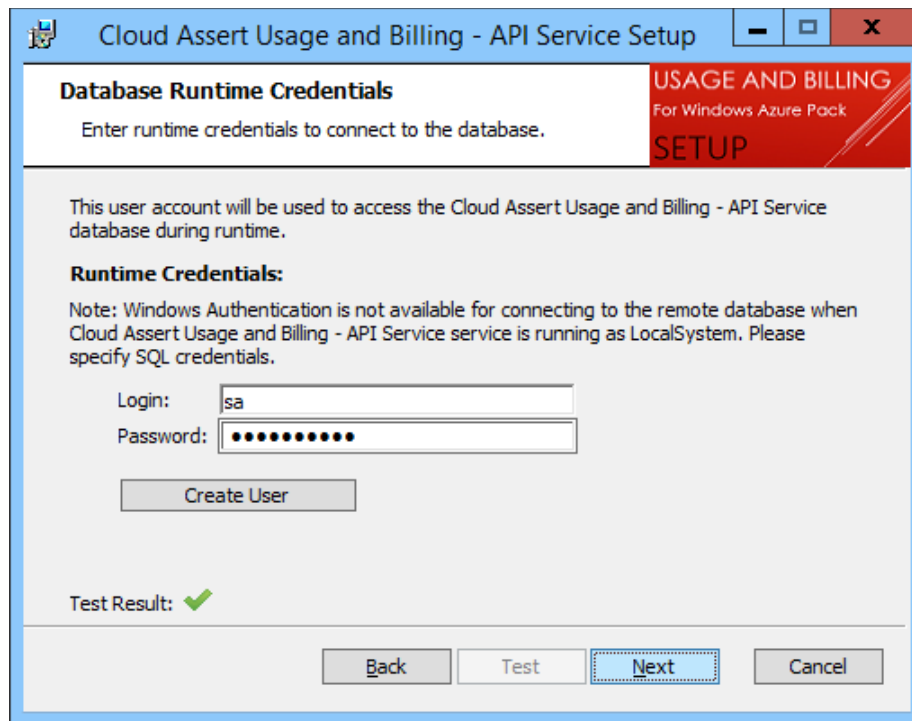 Cloud Assert Usage and Billing - API Service Setup
Database Runtime Credentials
Enter runtime credentials to connect to the database.
USAGE AND BILLING
For Windows Azure Pack
SETUP
This user account will be used to access the Cloud Assert Usage and Billing - API Service
database during runtime.
Runtime Credentials:
Note: Windows Authentication is not available for connecting to the remote database when
Cloud Assert Usage and Billing - API Service service is running as LocalSystem. Please
specify SQL credentials.
Login: sa
Password: ●●●●●●●●●●
Create User
Test Result:
Back Test Next Cancel